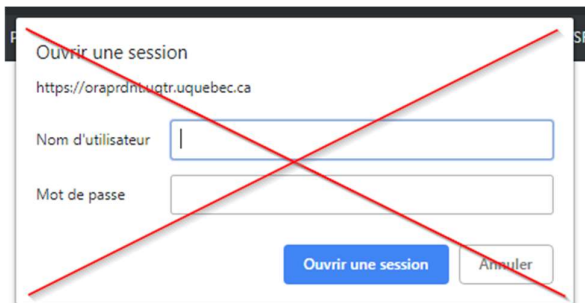 Ouvrir une session
https://oraprdnt.uqtr.uquebec.ca
Nom d'utilisateur
Mot de passe
Ouvrir une session Annuler